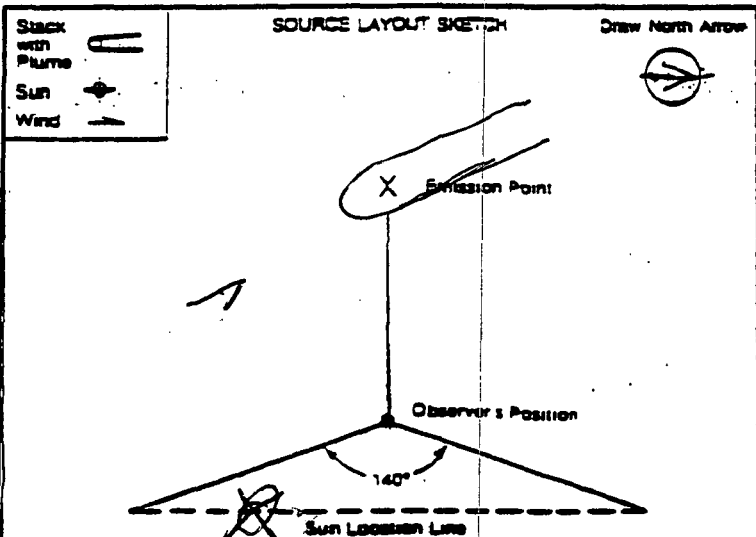 Stack
with
Plume
Sun
Wind
SOURCE LAYOUT SKETCH
Draw North Arrow
X Emission Point
Observer's Position
140°
Sun Location Line